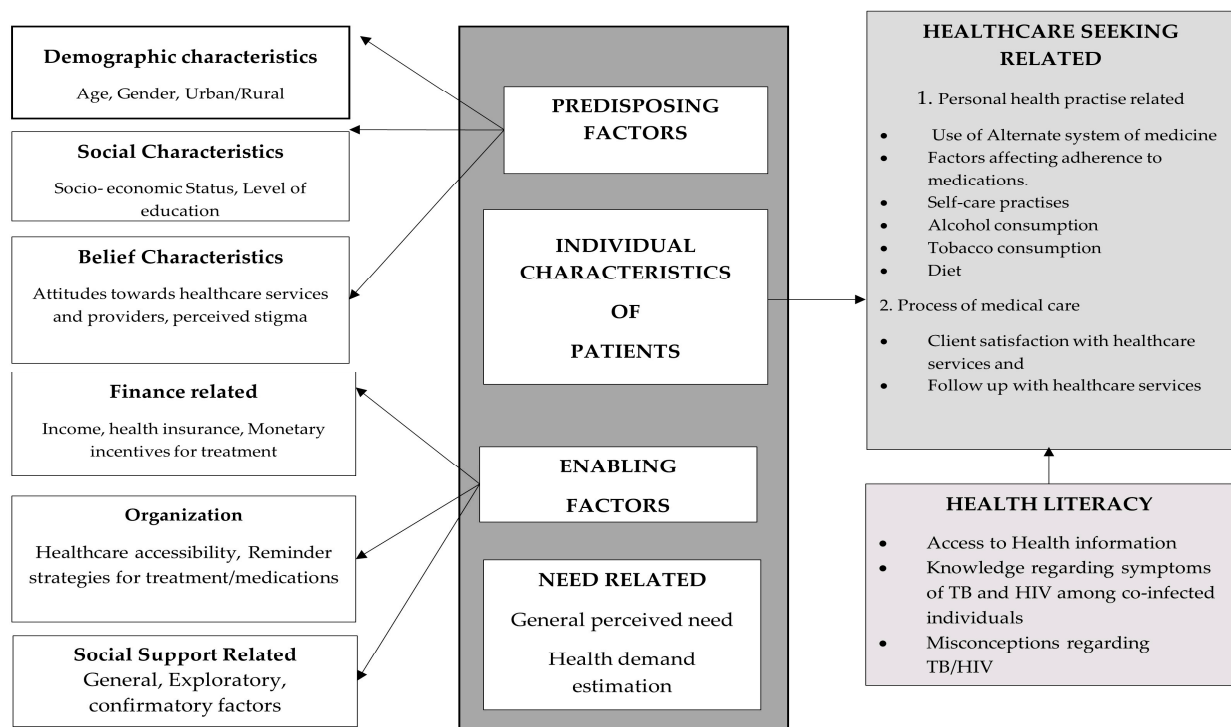 Demographic characteristics
Age, Gender, Urban/Rural
Social Characteristics
Socio- economic Status, Level of
education
Belief Characteristics
Attitudes towards healthcare services
and providers, perceived stigma
Finance related
Income, health insurance, Monetary
incentives for treatment
Organization
Healthcare accessibility, Reminder
strategies for treatment/medications
Social Support Related
General, Exploratory,
confirmatory factors
PREDISPOSING
FACTORS
INDIVIDUAL
CHARACTERISTICS
OF
PATIENTS
ENABLING
FACTORS
NEED RELATED
General perceived need
Health demand
estimation
HEALTHCARE SEEKING
RELATED
1. Personal health practise related
• Use of Alternate system of medicine
• Factors affecting adherence to
medications.
• Self-care practises
• Alcohol consumption
• Tobacco consumption
• Diet
2. Process of medical care
• Client satisfaction with healthcare
services and
• Follow up with healthcare services
HEALTH LITERACY
• Access to Health information
• Knowledge regarding symptoms
of TB and HIV among co-infected
individuals
• Misconceptions regarding
TB/HIV